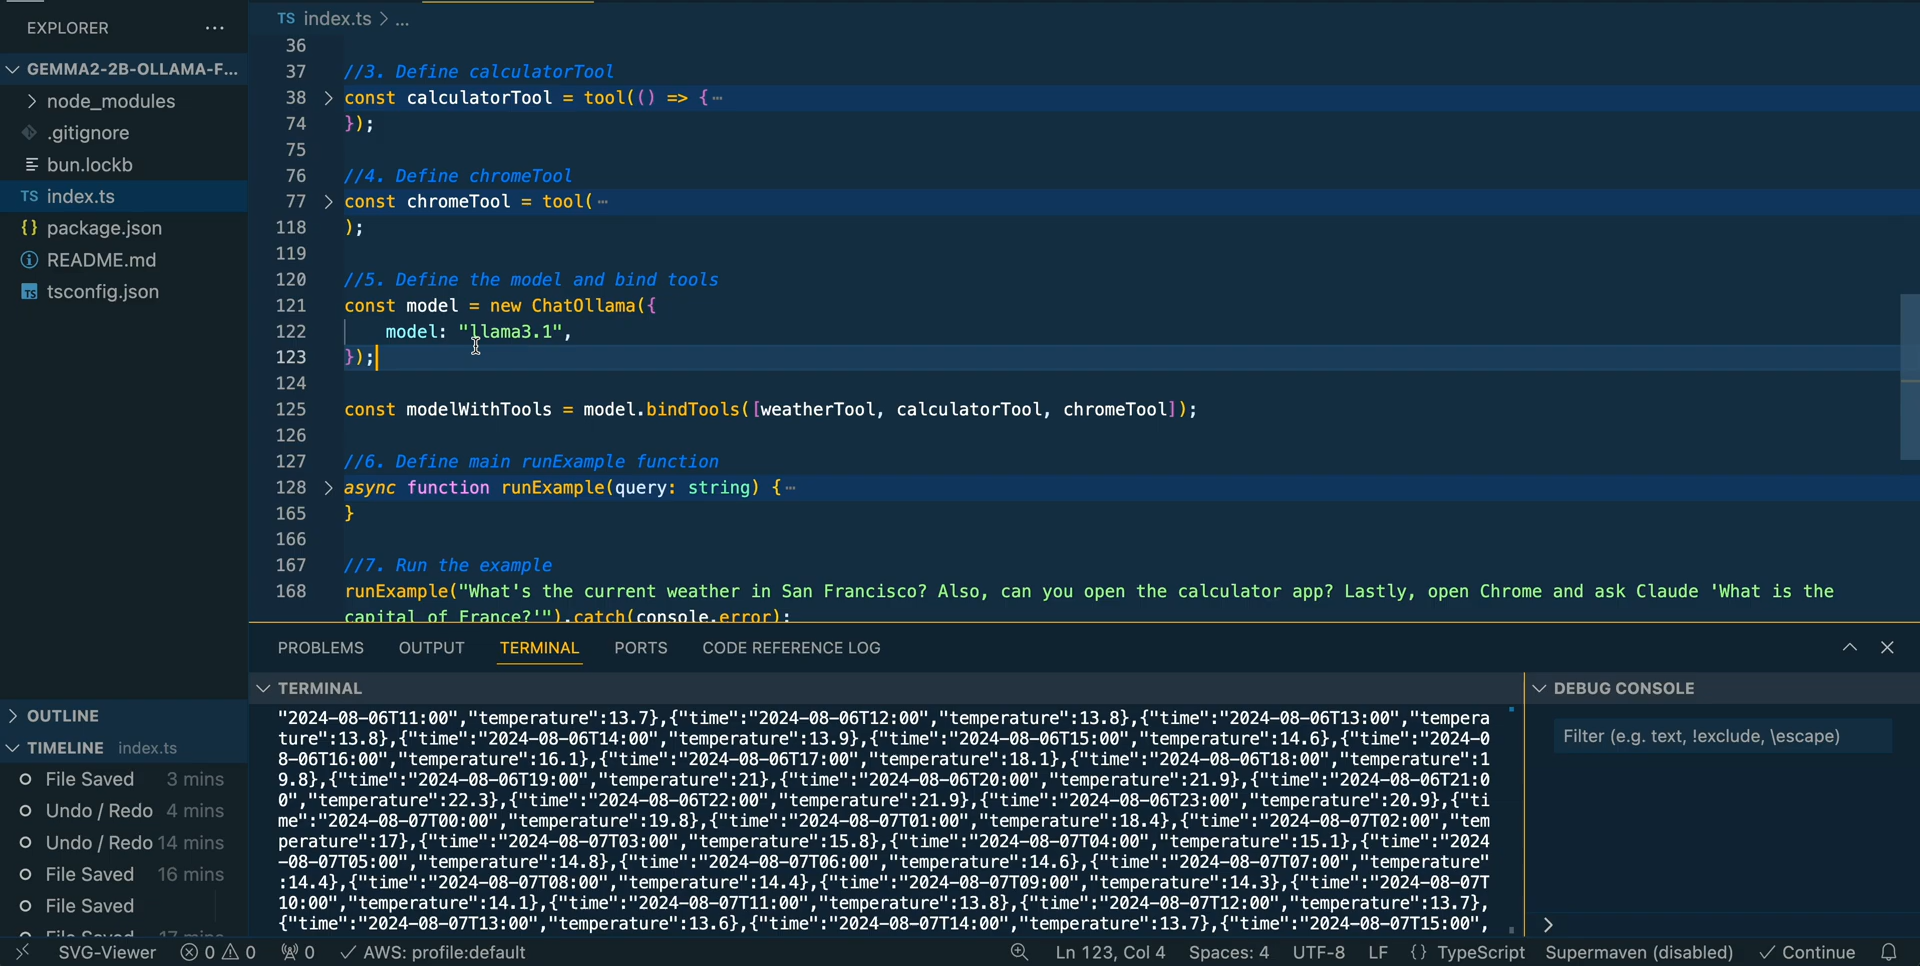 EXPLORER ...
GEMMA2-2B-OLLAMA-F...
node_modules
.gitignore
bun.lockb
TS index.ts
{} package.json
README.md
TS tsconfig.json
OUTLINE
TIMELINE index.ts
File Saved 3 mins
Undo / Redo 4 mins
Undo / Redo 14 mins
File Saved 16 mins
File Saved
File Saved 17 mins
TS index.ts > ...
36
37 //3. Define calculatorTool
38 > const calculatorTool = tool(() => {⋯
74 });
75
76 //4. Define chromeTool
77 > const chromeTool = tool(⋯
118 );
119
120 //5. Define the model and bind tools
121 const model = new ChatOllama({
122 model: "llama3.1",
123 });
124
125 const modelWithTools = model.bindTools([weatherTool, calculatorTool, chromeTool]);
126
127 //6. Define main runExample function
128 > async function runExample(query: string) {⋯
165 }
166
167 //7. Run the example
168 runExample("What's the current weather in San Francisco? Also, can you open the calculator app? Lastly, open Chrome and ask Claude 'What is the
capital of France?'").catch(console.error);
PROBLEMS OUTPUT TERMINAL PORTS CODE REFERENCE LOG
TERMINAL
"2024-08-06T11:00","temperature":13.7},{"time":"2024-08-06T12:00","temperature":13.8},{"time":"2024-08-06T13:00","tempera
ture":13.8},{"time":"2024-08-06T14:00","temperature":13.9},{"time":"2024-08-06T15:00","temperature":14.6},{"time":"2024-0
8-06T16:00","temperature":16.1},{"time":"2024-08-06T17:00","temperature":18.1},{"time":"2024-08-06T18:00","temperature":1
9.8},{"time":"2024-08-06T19:00","temperature":21},{"time":"2024-08-06T20:00","temperature":21.9},{"time":"2024-08-06T21:0
0","temperature":22.3},{"time":"2024-08-06T22:00","temperature":21.9},{"time":"2024-08-06T23:00","temperature":20.9},{"ti
me":"2024-08-07T00:00","temperature":19.8},{"time":"2024-08-07T01:00","temperature":18.4},{"time":"2024-08-07T02:00","tem
perature":17},{"time":"2024-08-07T03:00","temperature":15.8},{"time":"2024-08-07T04:00","temperature":15.1},{"time":"2024
-08-07T05:00","temperature":14.8},{"time":"2024-08-07T06:00","temperature":14.6},{"time":"2024-08-07T07:00","temperature"
:14.4},{"time":"2024-08-07T08:00","temperature":14.4},{"time":"2024-08-07T09:00","temperature":14.3},{"time":"2024-08-07T
10:00","temperature":14.1},{"time":"2024-08-07T11:00","temperature":13.8},{"time":"2024-08-07T12:00","temperature":13.7},
{"time":"2024-08-07T13:00","temperature":13.6},{"time":"2024-08-07T14:00","temperature":13.7},{"time":"2024-08-07T15:00",
DEBUG CONSOLE
Filter (e.g. text, !exclude, \escape)
SVG-Viewer 0 0 0 AWS: profile:default Ln 123, Col 4 Spaces: 4 UTF-8 LF {} TypeScript Supermaven (disabled) Continue